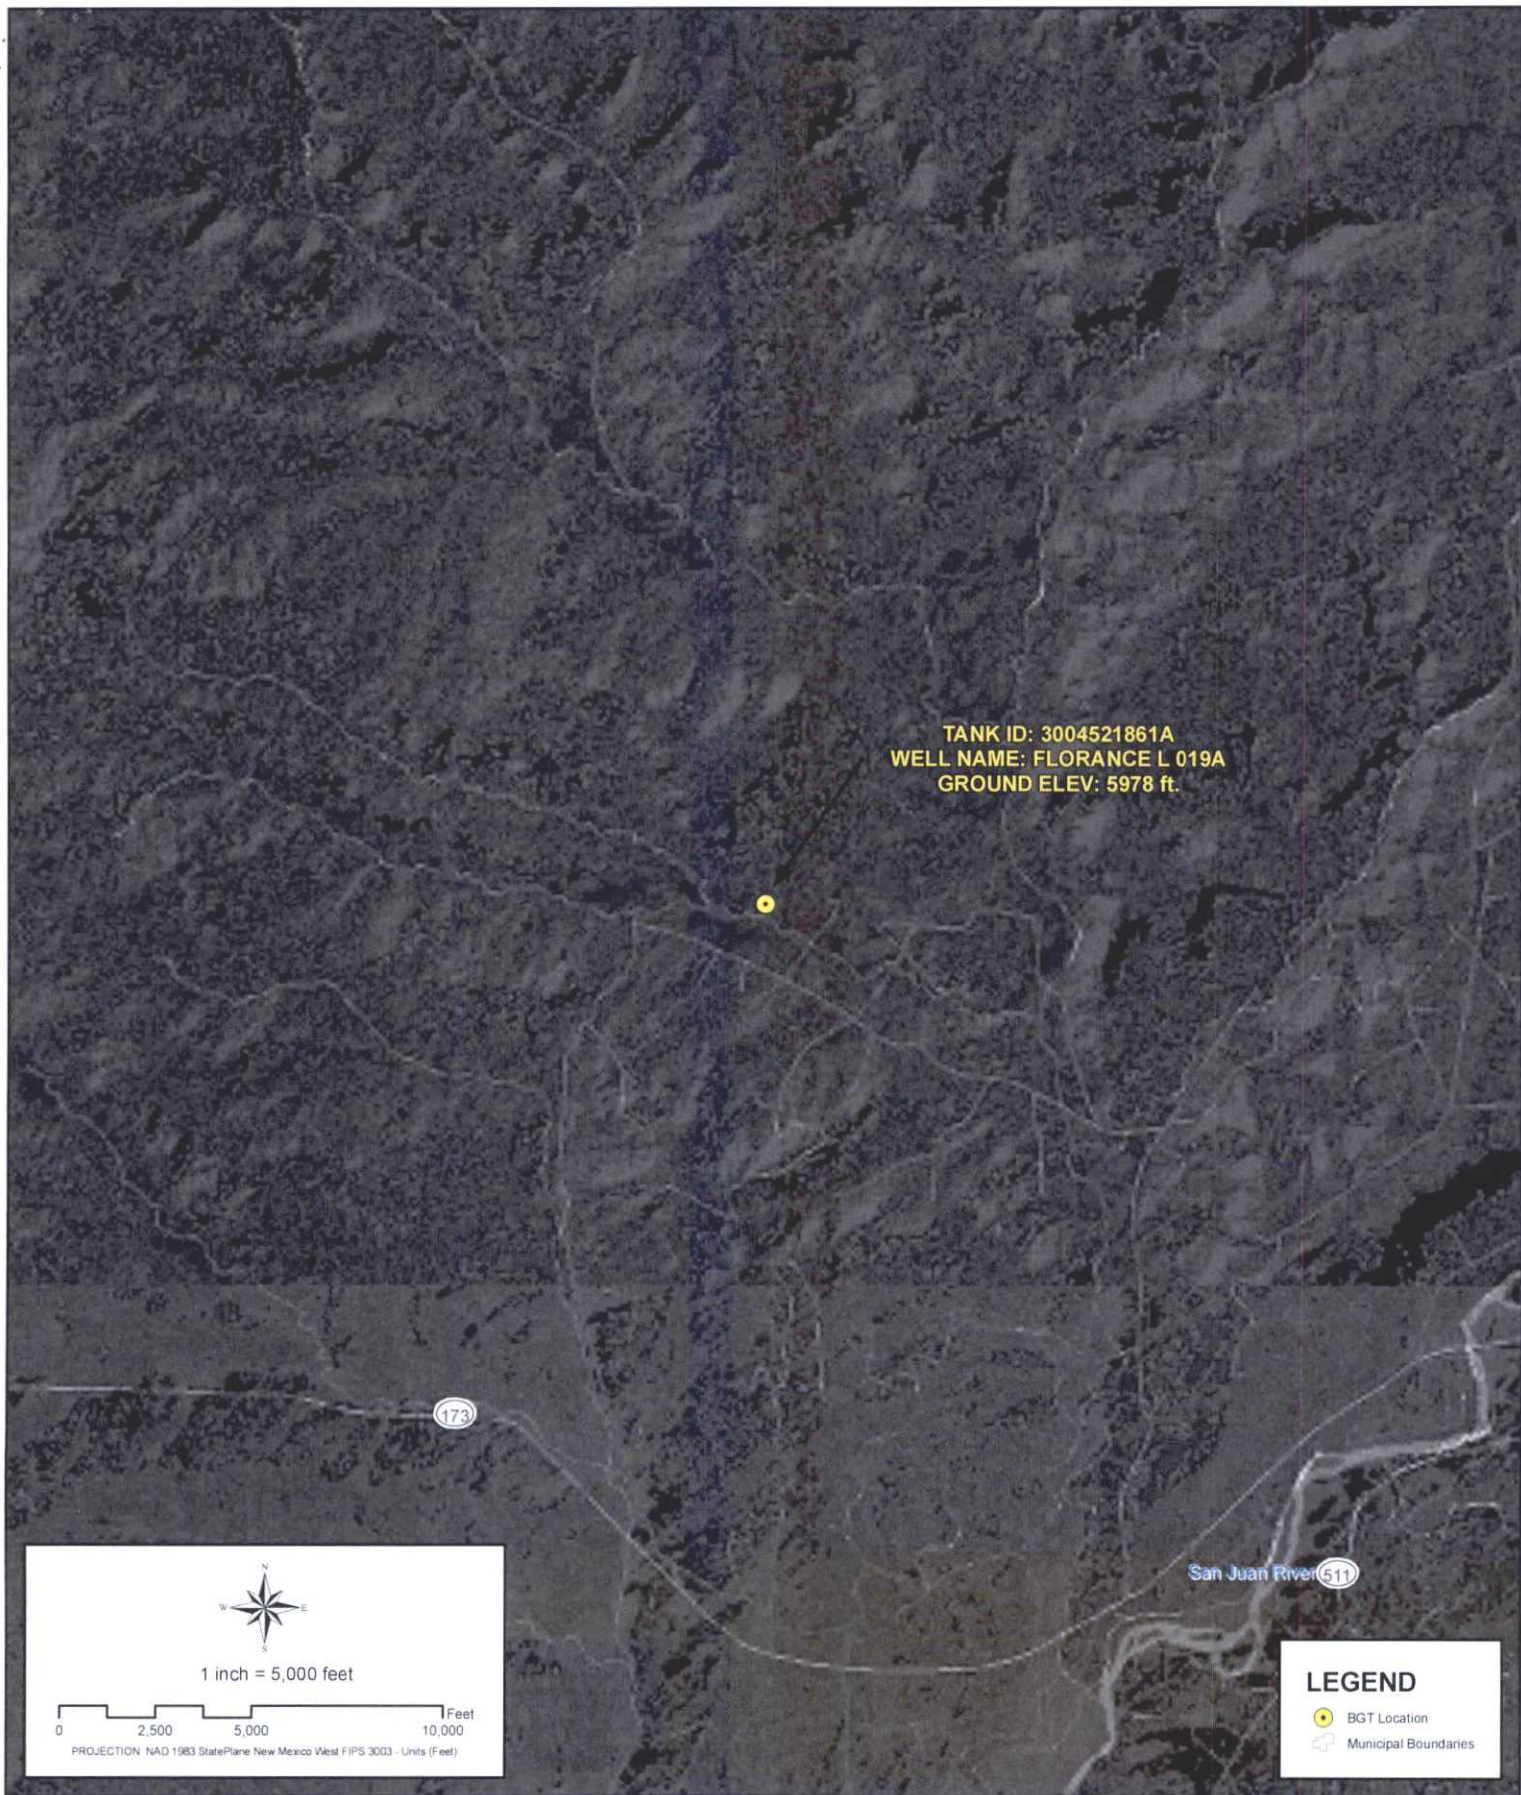 TANK ID: 3004521861A
WELL NAME: FLORANCE L 019A
GROUND ELEV: 5978 ft.
173
San Juan River
511
N
W E
S
1 inch = 5,000 feet
Feet
0 2,500 5,000 10,000
PROJECTION: NAD 1983 StatePlane New Mexico West FIPS 3003 - Units (Feet)
LEGEND
BGT Location
Municipal Boundaries